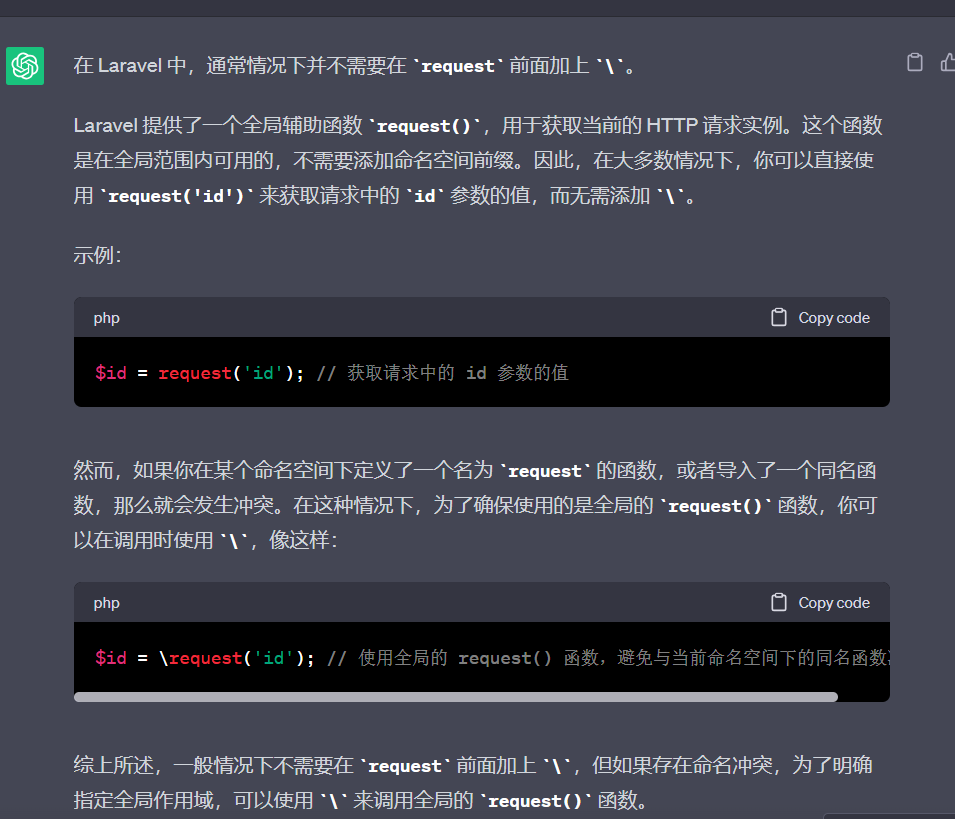 在 Laravel 中，通常情况下并不需要在 `request` 前面加上 `\`。
Laravel 提供了一个全局辅助函数 `request()`，用于获取当前的 HTTP 请求实例。这个函数
是在全局范围内可用的，不需要添加命名空间前缀。因此，在大多数情况下，你可以直接使
用 `request('id')` 来获取请求中的 `id` 参数的值，而无需添加 `\`。
示例：
php
Copy code
$id = request('id'); // 获取请求中的 id 参数的值
然而，如果你在某个命名空间下定义了一个名为 `request` 的函数，或者导入了一个同名函
数，那么就会发生冲突。在这种情况下，为了确保使用的是全局的 `request()` 函数，你可
以在调用时使用 `\`，像这样：
php
Copy code
$id = \request('id'); // 使用全局的 request() 函数，避免与当前命名空间下的同名函数
综上所述，一般情况下不需要在 `request` 前面加上 `\`，但如果存在命名冲突，为了明确
指定全局作用域，可以使用 `\` 来调用全局的 `request()` 函数。